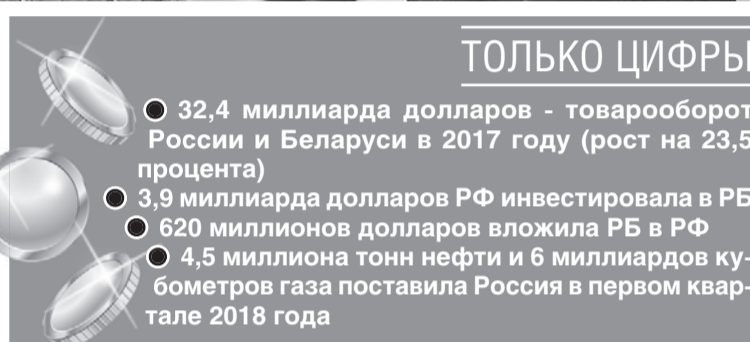 ТОЛЬКО ЦИФРЫ
● 32,4 миллиарда долларов - товарооборот
России и Беларуси в 2017 году (рост на 23,5
процента)
● 3,9 миллиарда долларов РФ инвестировала в РБ
● 620 миллионов долларов вложила РБ в РФ
● 4,5 миллиона тонн нефти и 6 миллиардов ку-
бометров газа поставила Россия в первом квар-
тале 2018 года